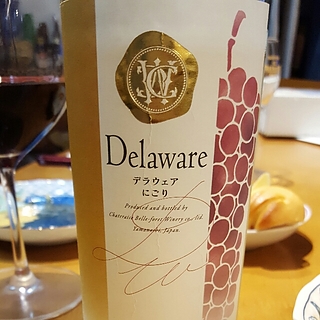 Delaware
デラウェア
にごり
Produced and bottled by
Chateraise Belle-foret Winery co., ltd.
Yamanashi, Japan.